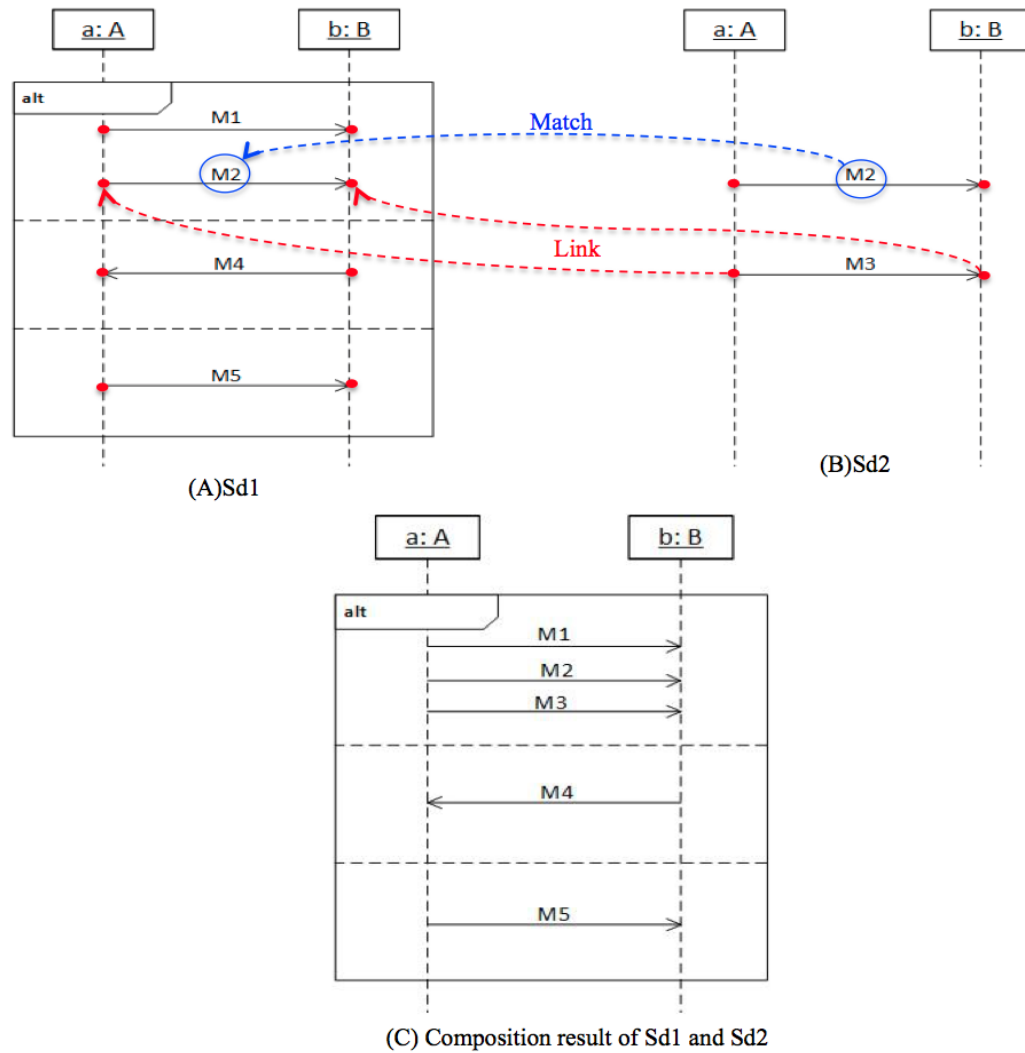 a: A
b: B
a: A
b: B
alt
M1
Match
M2
M2
Link
M4
M3
M5
(A)Sd1
(B)Sd2
a: A
b: B
alt
M1
M2
M3
M4
M5
(C) Composition result of Sd1 and Sd2